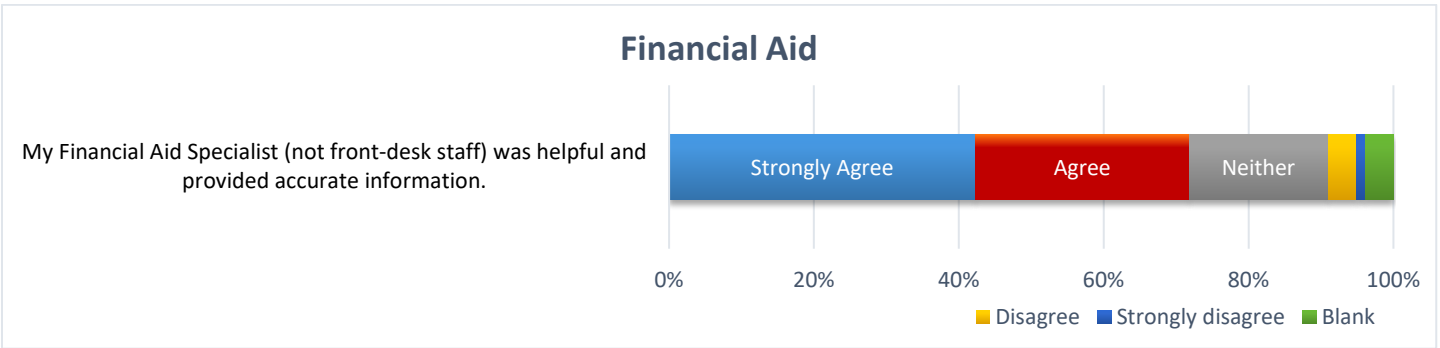 Financial Aid
My Financial Aid Specialist (not front-desk staff) was helpful and
provided accurate information.
Strongly Agree
Agree
Neither
0%
20%
40%
60%
80%
100%
Disagree
Strongly disagree
Blank